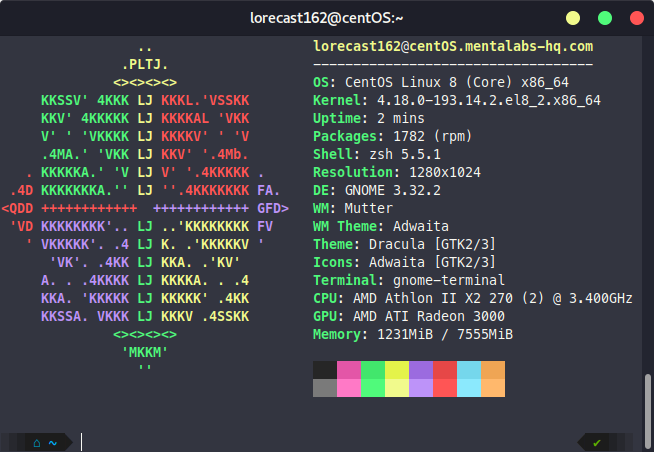 lorecast162@centOS:~
..
.PLTJ.
<><><><>
KKSSV' 4KKK LJ KKKL.'VSSKK
KKV' 4KKKKK LJ KKKKAL 'VKK
V' ' 'VKKKK LJ KKKKV' ' 'V
.4MA.' 'VKK LJ KKV' '.4Mb.
. KKKKKA.' 'V LJ V' '.4KKKKK .
.4D KKKKKKKA.'' LJ ''.4KKKKKKK FA.
<QDD ++++++++++++  ++++++++++++ GFD>
'VD KKKKKKKK'.. LJ ..'KKKKKKKK FV
' VKKKKK'. .4 LJ K. .'KKKKKV '
'VK'. .4KK LJ KKA. .'KV'
A. . .4KKKK LJ KKKKA. . .4
KKA. 'KKKKK LJ KKKKK' .4KK
KKSSA. VKKK LJ KKKV .4SSKK
<><><><>
'MKKM'
''
lorecast162@centOS.mentalabs-hq.com
-----------------------------------
OS: CentOS Linux 8 (Core) x86_64
Kernel: 4.18.0-193.14.2.el8_2.x86_64
Uptime: 2 mins
Packages: 1782 (rpm)
Shell: zsh 5.5.1
Resolution: 1280x1024
DE: GNOME 3.32.2
WM: Mutter
WM Theme: Adwaita
Theme: Dracula [GTK2/3]
Icons: Adwaita [GTK2/3]
Terminal: gnome-terminal
CPU: AMD Athlon II X2 270 (2) @ 3.400GHz
GPU: AMD ATI Radeon 3000
Memory: 1231MiB / 7555MiB
⌂ ~
✔